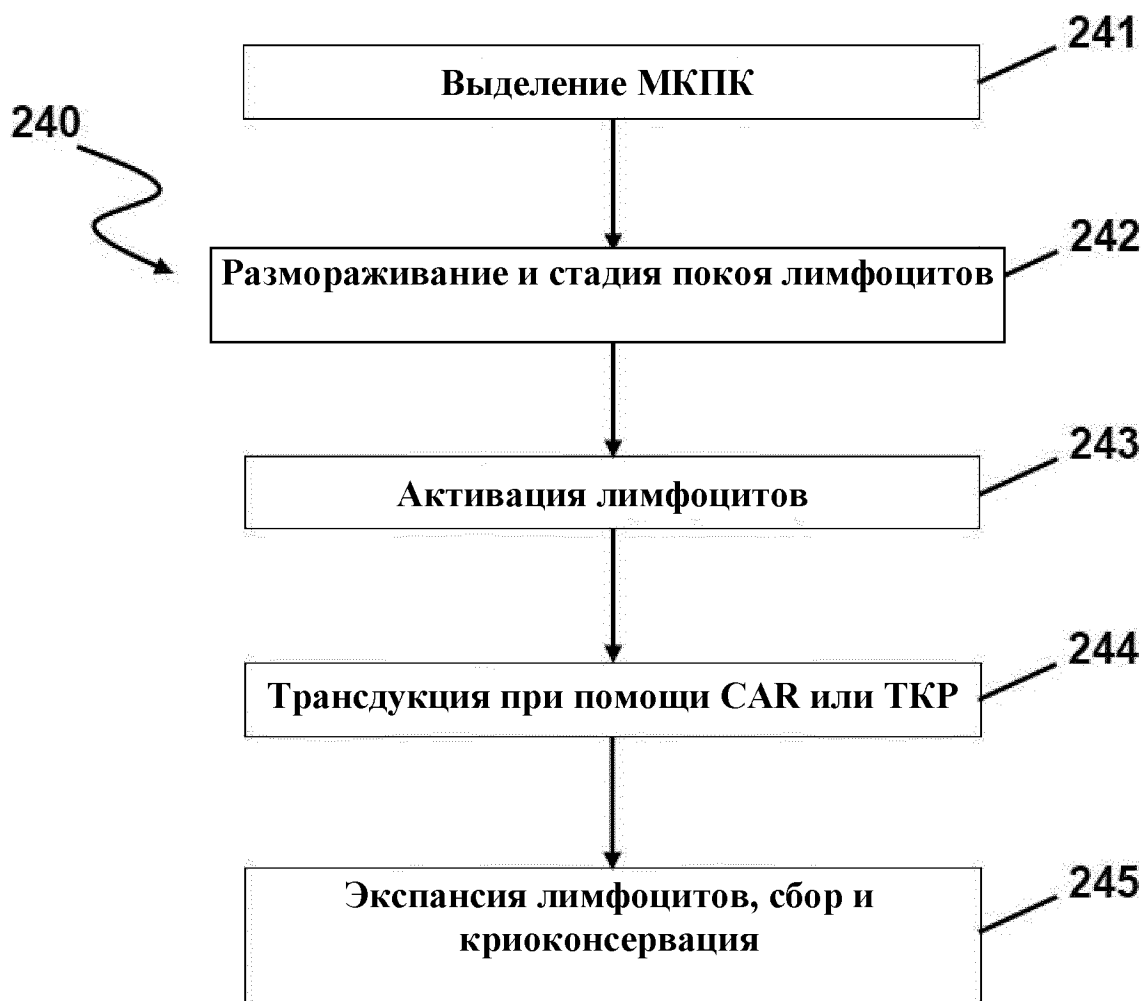 241
Выделение МКПК
240
242
Размораживание и стадия покоя лимфоцитов
243
Активация лимфоцитов
244
Трансдукция при помощи CAR или ТКР
245
Экспансия лимфоцитов, сбор и
криоконсервация